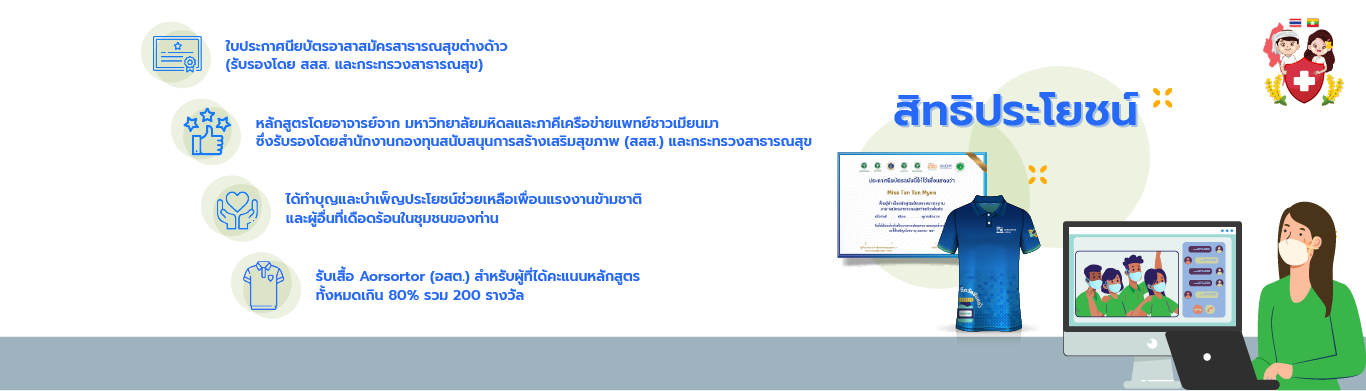 ใบประกาศนียบัตรอาสาสมัครสาธารณสุขต่างด้าว
(รับรองโดย สสส. และกระทรวงสาธารณสุข)
หลักสูตรโดยอาจารย์จาก มหาวิทยาลัยมหิดลและภาคีเครือข่ายแพทย์ชาวเมียนมา
ซึ่งรับรองโดยสำนักงานกองทุนสนับสนุนการสร้างเสริมสุขภาพ (สสส.) และกระทรวงสาธารณสุข
ได้ทำบุญและบำเพ็ญประโยชน์ช่วยเหลือเพื่อนแรงงานข้ามชาติ
และผู้อื่นที่เดือดร้อนในชุมชนของท่าน
รับเสื้อ Aorsortor (อสต.) สำหรับผู้ที่ได้คะแนนหลักสูตร
ทั้งหมดเกิน 80% รวม 200 รางวัล
สิทธิประโยชน์
ประกาศนียบัตรฉบับนี้ให้ไว้เพื่อแสดงว่า
Miss Tan Tan Myen